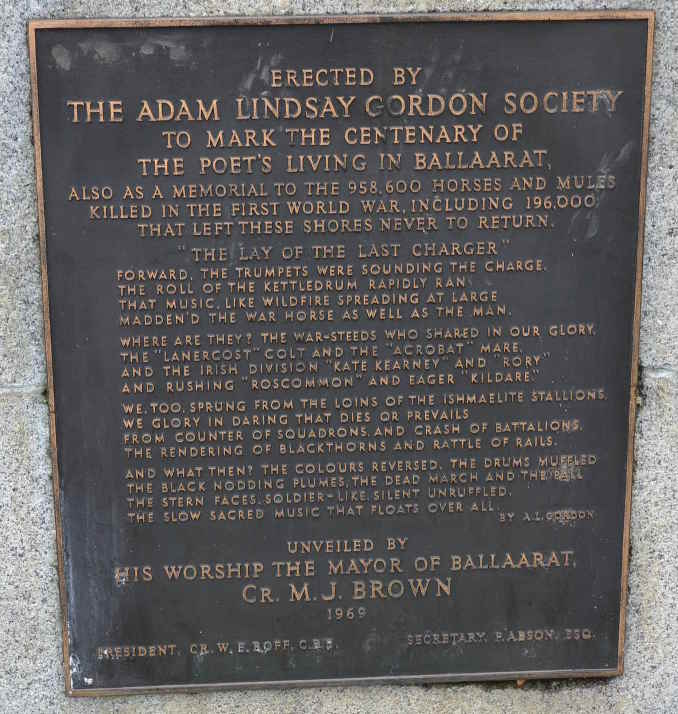 ERECTED BY
THE ADAM LINDSAY GORDON SOCIETY
TO MARK THE CENTENARY OF
THE POET'S LIVING IN BALLAARAT,
ALSO AS A MEMORIAL TO THE 958,600 HORSES AND MULES
KILLED IN THE FIRST WORLD WAR, INCLUDING 196,000
THAT LEFT THESE SHORES NEVER TO RETURN.
"THE LAY OF THE LAST CHARGER"
FORWARD, THE TRUMPETS WERE SOUNDING THE CHARGE.
THE ROLL OF THE KETTLEDRUM RAPIDLY RAN
THAT MUSIC, LIKE WILDFIRE SPREADING AT LARGE
MADDEN'D THE WAR HORSE AS WELL AS THE MAN.
WHERE ARE THEY? THE WAR-STEEDS WHO SHARED IN OUR GLORY,
THE "LANERCOST" COLT AND THE "ACROBAT" MARE,
AND THE IRISH DIVISION "KATE KEARNEY" AND "RORY"
AND RUSHING "ROSCOMMON" AND EAGER "KILDARE."
WE, TOO, SPRUNG FROM THE LOINS OF THE ISHMAELITE STALLIONS,
WE GLORY IN DARING THAT DIES OR PREVAILS
FROM COUNTER OF SQUADRONS, AND CRASH OF BATTALIONS,
THE RENDERING OF BLACKTHORNS AND RATTLE OF RAILS.
AND WHAT THEN? THE COLOURS REVERSED, THE DRUMS MUFFLED
THE BLACK NODDING PLUMES, THE DEAD MARCH AND THE PALL
THE STERN FACES, SOLDIER-LIKE, SILENT UNRUFFLED,
THE SLOW SACRED MUSIC THAT FLOATS OVER ALL.
BY A.L. GORDON
UNVEILED BY
HIS WORSHIP THE MAYOR OF BALLAARAT,
CR. M. J. BROWN
1969
PRESIDENT, CR. W. E. ROFF, C.B.E. SECRETARY, P. ABSON, ESQ.